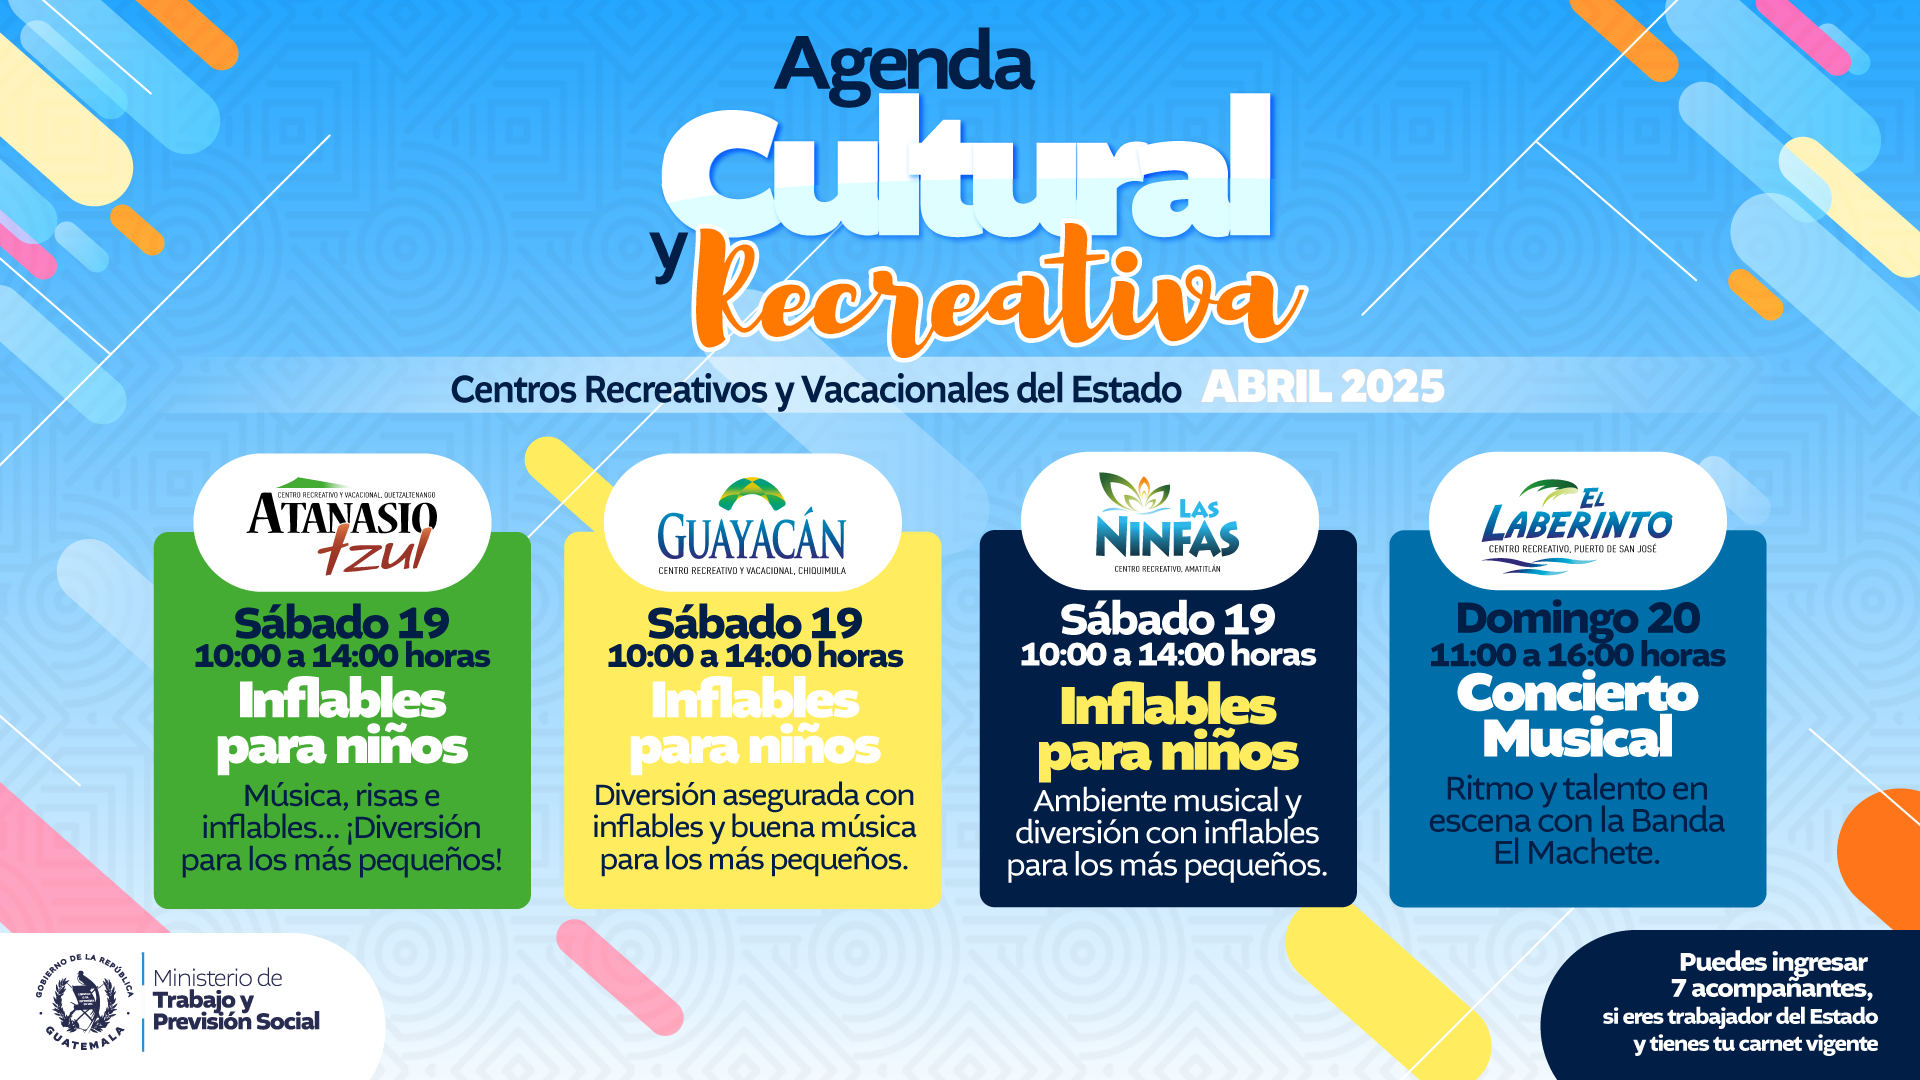 Agenda
Cultural
y Recreativa
Centros Recreativos y Vacacionales del Estado ABRIL 2025
CENTRO RECREATIVO Y VACACIONAL, QUETZALTENANGO
ATANASIO
tzul
Sábado 19
10:00 a 14:00 horas
Inflables
para niños
Música, risas e
inflables... ¡Diversión
para los más pequeños!
GUAYACÁN
CENTRO RECREATIVO Y VACACIONAL, CHIQUIMULA
Sábado 19
10:00 a 14:00 horas
Inflables
para niños
Diversión asegurada con
inflables y buena música
para los más pequeños.
LAS
NINFAS
CENTRO RECREATIVO, AMATITLÁN
Sábado 19
10:00 a 14:00 horas
Inflables
para niños
Ambiente musical y
diversión con inflables
para los más pequeños.
EL
LABERINTO
CENTRO RECREATIVO, PUERTO DE SAN JOSÉ
Domingo 20
11:00 a 16:00 horas
Concierto
Musical
Ritmo y talento en
escena con la Banda
El Machete.
GOBIERNO DE LA REPÚBLICA
GUATEMALA
Ministerio de
Trabajo y
Previsión Social
Puedes ingresar
7 acompañantes,
si eres trabajador del Estado
y tienes tu carnet vigente